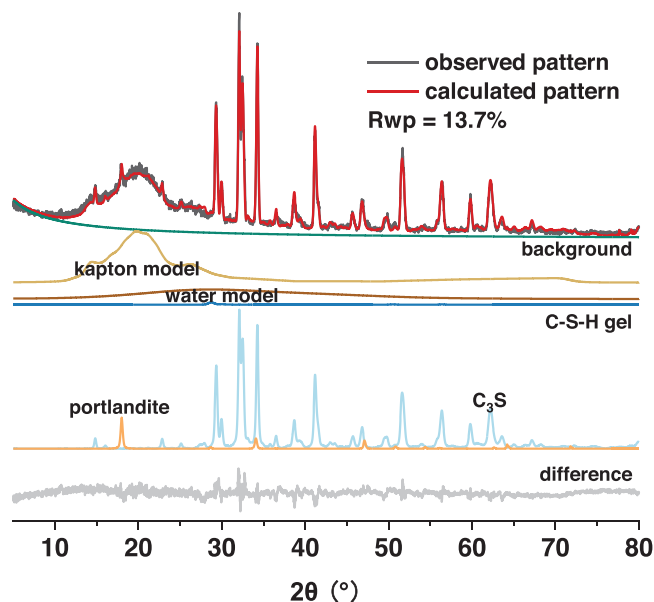 observed pattern
calculated pattern
Rwp = 13.7%
background
kapton model
water model
C-S-H gel
portlandite
C₃S
difference
10 20 30 40 50 60 70 80
2θ (°)